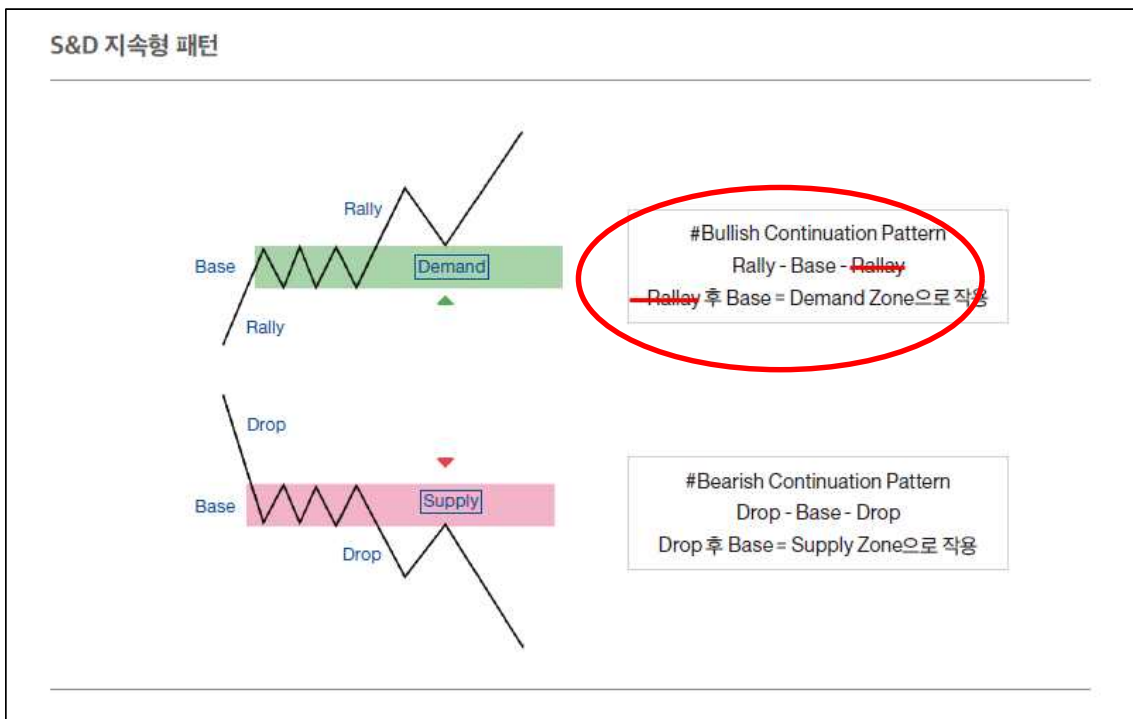 S&D 지속형 패턴
Rally
Base
Demand
Rally
#Bullish Continuation Pattern
Rally - Base - Rallay
Rallay 후 Base = Demand Zone으로 작용
Drop
Base
Supply
Drop
#Bearish Continuation Pattern
Drop - Base - Drop
Drop 후 Base = Supply Zone으로 작용